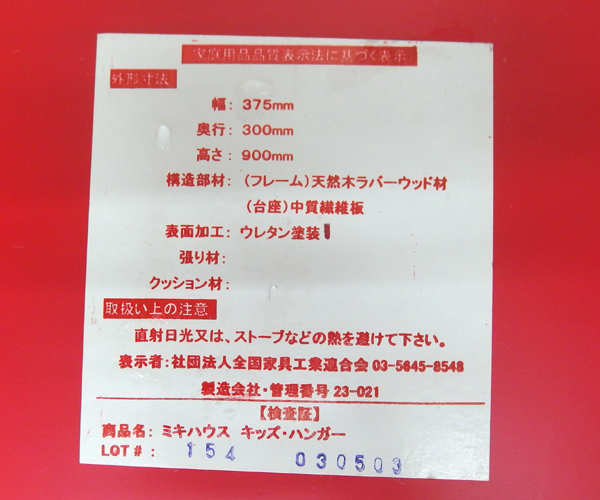 家庭用品品質表示法に基づく表示
外形寸法
幅: 375mm
奥行: 300mm
高さ: 900mm
構造部材: (フレーム)天然木ラバーウッド材
(台座)中質繊維板
表面加工: ウレタン塗装
張り材:
クッション材:
取扱い上の注意
直射日光又は、ストーブなどの熱を避けて下さい。
表示者:社団法人全国家具工業連合会 03-5645-8548
製造会社・管理番号 23-021
【検査証】
商品名: ミキハウス キッズ・ハンガー
LOT # : 154 030503